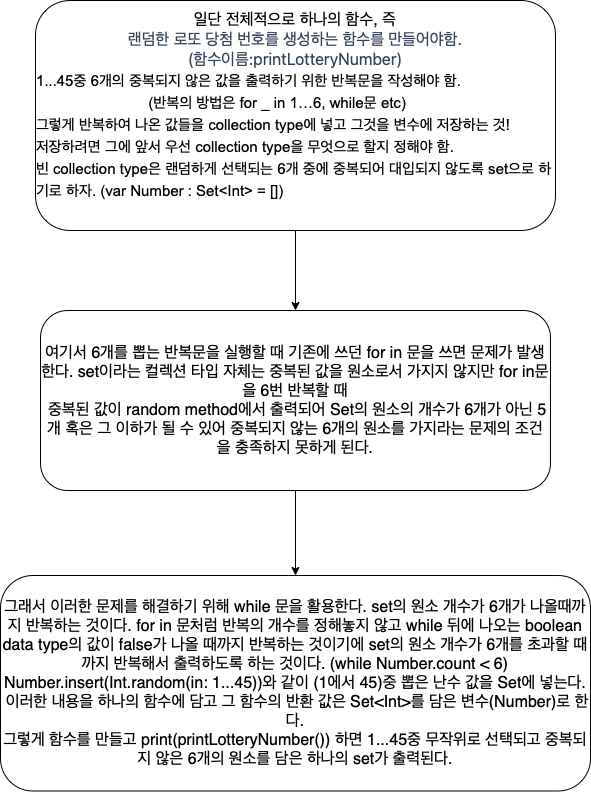 일단 전체적으로 하나의 함수, 즉
랜덤한 로또 당첨 번호를 생성하는 함수를 만들어야함.
(함수이름:printLotteryNumber)
1...45중 6개의 중복되지 않은 값을 출력하기 위한 반복문을 작성해야 함.
(반복의 방법은 for _ in 1…6, while문 etc)
그렇게 반복하여 나온 값들을 collection type에 넣고 그것을 변수에 저장하는 것!
저장하려면 그에 앞서 우선 collection type을 무엇으로 할지 정해야 함.
빈 collection type은 랜덤하게 선택되는 6개 중에 중복되어 대입되지 않도록 set으로 하
기로 하자. (var Number : Set<Int> = [])
여기서 6개를 뽑는 반복문을 실행할 때 기존에 쓰던 for in 문을 쓰면 문제가 발생
한다. set이라는 컬렉션 타입 자체는 중복된 값을 원소로서 가지지 않지만 for in문
을 6번 반복할 때
중복된 값이 random method에서 출력되어 Set의 원소의 개수가 6개가 아닌 5
개 혹은 그 이하가 될 수 있어 중복되지 않는 6개의 원소를 가지라는 문제의 조건
을 충족하지 못하게 된다.
그래서 이러한 문제를 해결하기 위해 while 문을 활용한다. set의 원소 개수가 6개가 나올때까
지 반복하는 것이다. for in 문처럼 반복의 개수를 정해놓지 않고 while 뒤에 나오는 boolean
data type의 값이 false가 나올 때까지 반복하는 것이기에 set의 원소 개수가 6개를 초과할 때
까지 반복해서 출력하도록 하는 것이다. (while Number.count < 6)
Number.insert(Int.random(in: 1...45))와 같이 (1에서 45)중 뽑은 난수 값을 Set에 넣는다.
이러한 내용을 하나의 함수에 담고 그 함수의 반환 값은 Set<Int>를 담은 변수(Number)로 한
다.
그렇게 함수를 만들고 print(printLotteryNumber()) 하면 1...45중 무작위로 선택되고 중복되
지 않은 6개의 원소를 담은 하나의 set가 출력된다.